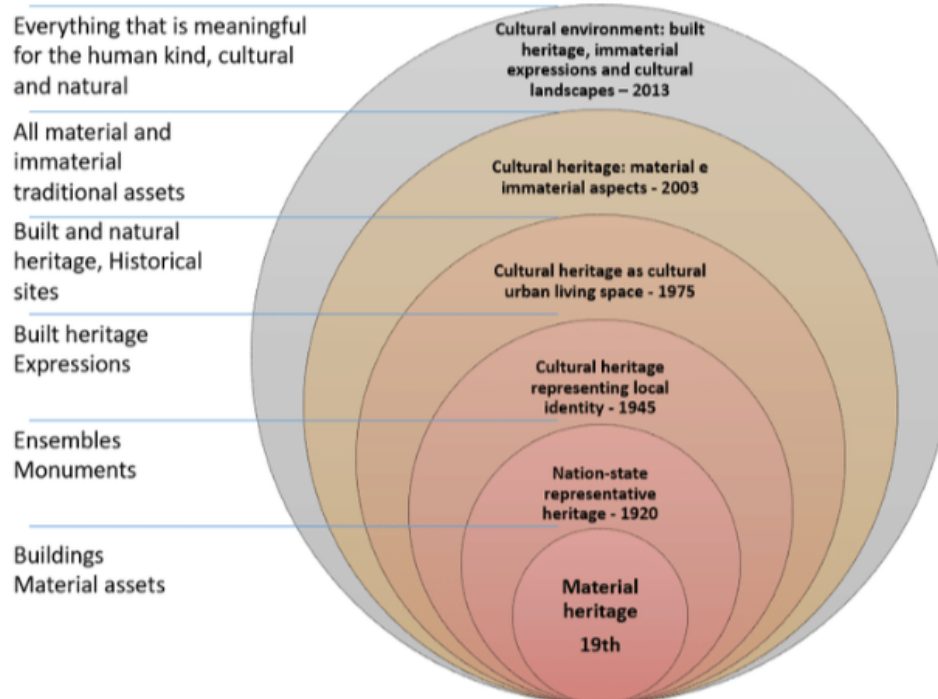 Everything that is meaningful
for the human kind, cultural
and natural
Cultural environment: built
heritage, immaterial
expressions and cultural
landscapes – 2013
All material and
immaterial
traditional assets
Cultural heritage: material e
immaterial aspects - 2003
Built and natural
heritage, Historical
sites
Cultural heritage as cultural
urban living space - 1975
Built heritage
Expressions
Cultural heritage
representing local
identity - 1945
Ensembles
Monuments
Nation-state
representative
heritage - 1920
Buildings
Material assets
Material
heritage
19th